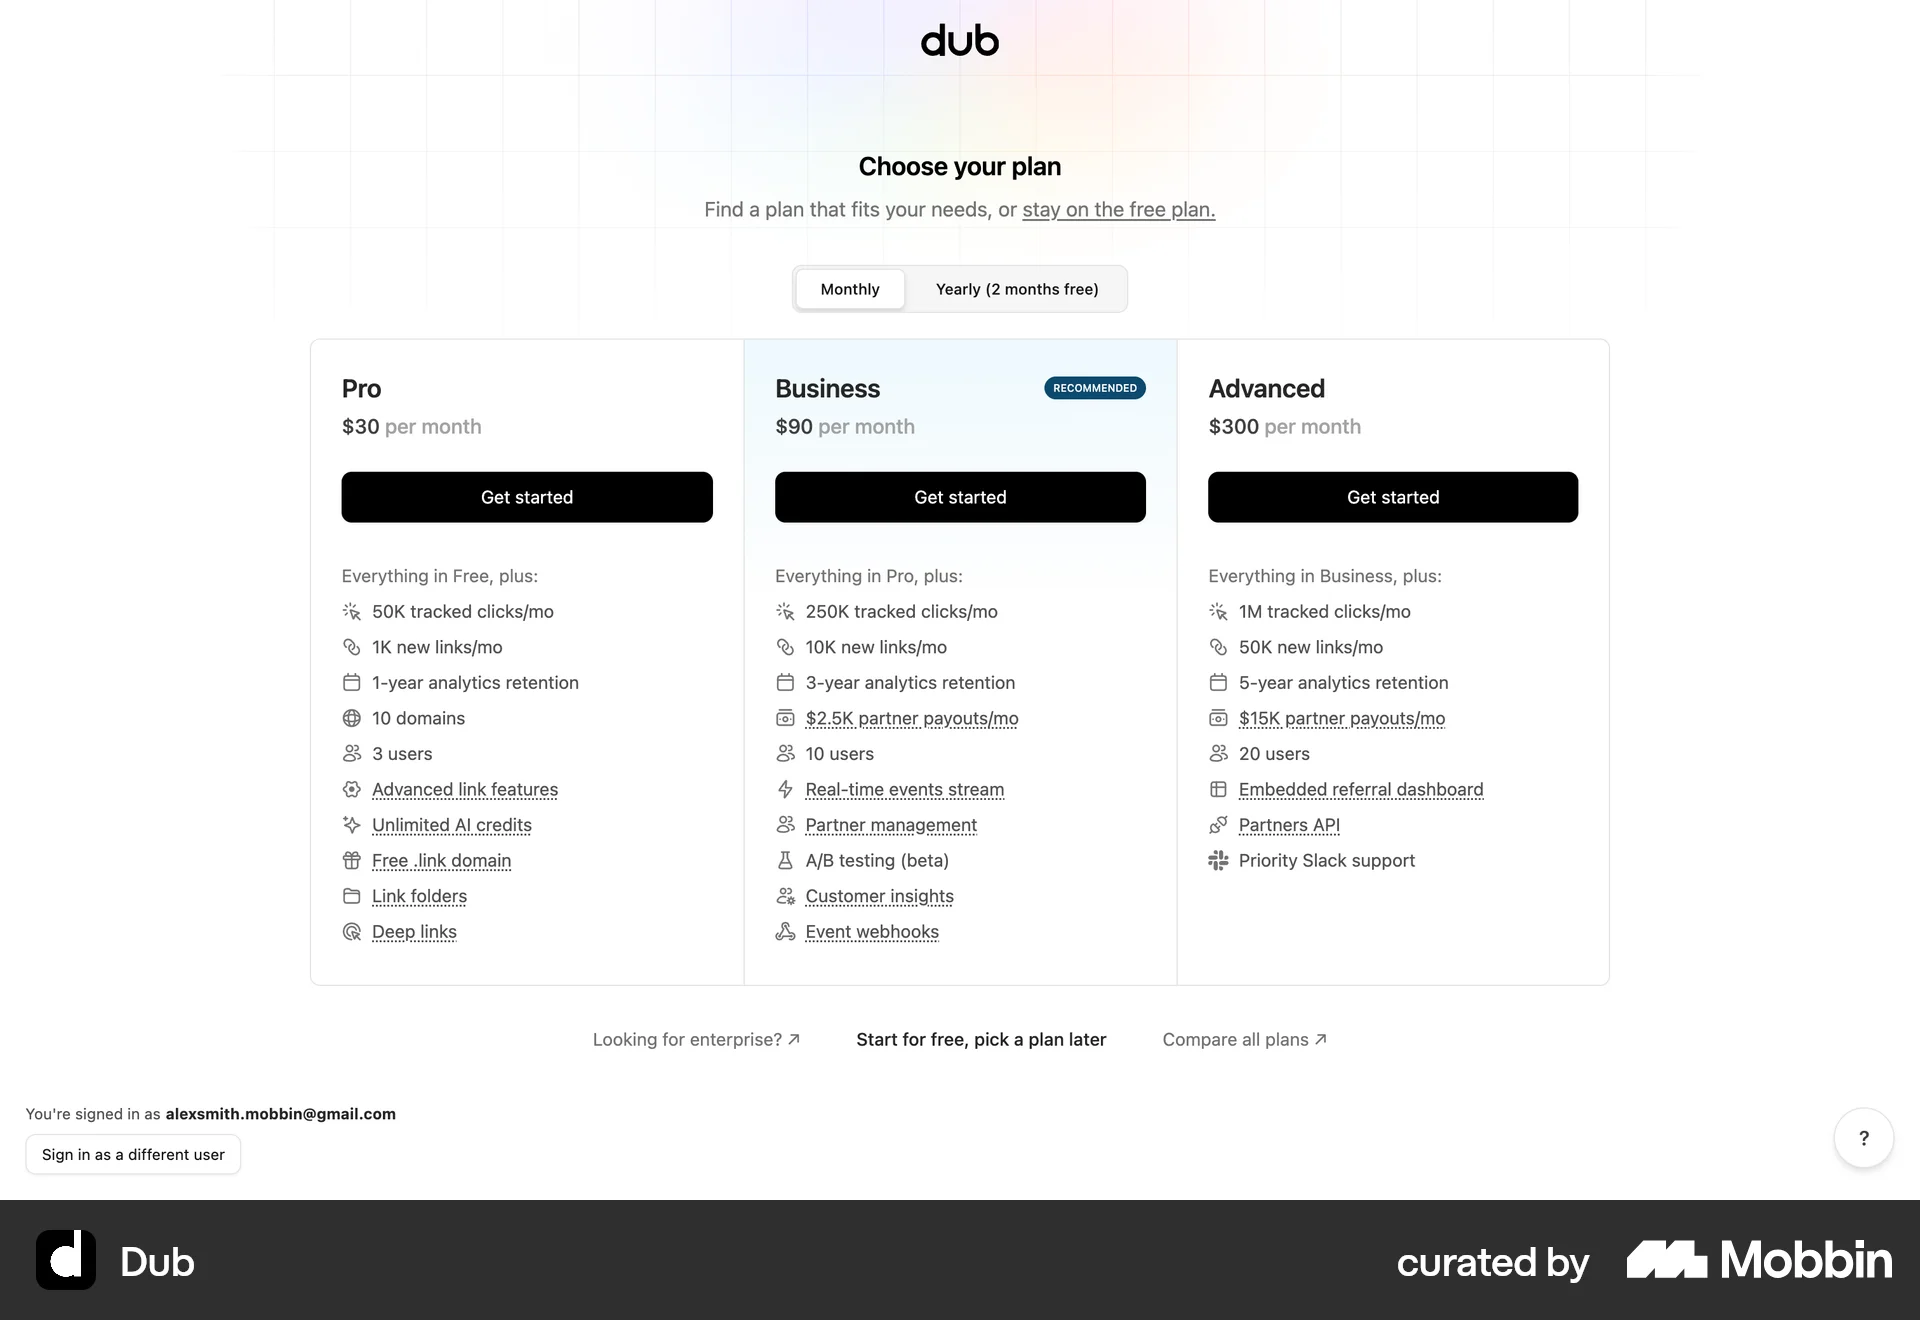 dub
Choose your plan
Find a plan that fits your needs, or stay on the free plan.
Monthly
Yearly (2 months free)
Pro
$30 per month
Get started
Everything in Free, plus:
50K tracked clicks/mo
1K new links/mo
1-year analytics retention
10 domains
3 users
Advanced link features
Unlimited AI credits
Free .link domain
Link folders
Deep links
Business
RECOMMENDED
$90 per month
Get started
Everything in Pro, plus:
250K tracked clicks/mo
10K new links/mo
3-year analytics retention
$2.5K partner payouts/mo
10 users
Real-time events stream
Partner management
A/B testing (beta)
Customer insights
Event webhooks
Advanced
$300 per month
Get started
Everything in Business, plus:
1M tracked clicks/mo
50K new links/mo
5-year analytics retention
$15K partner payouts/mo
20 users
Embedded referral dashboard
Partners API
Priority Slack support
Looking for enterprise? ↗
Start for free, pick a plan later
Compare all plans ↗
You're signed in as alexsmith.mobbin@gmail.com
Sign in as a different user
?
d
Dub
curated by
Mobbin